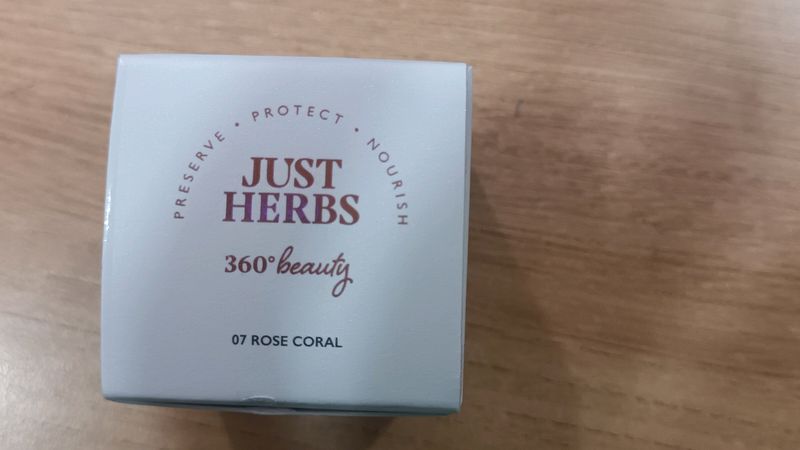 PRESERVE • PROTECT • NOURISH
JUST
HERBS
360° beauty
07 ROSE CORAL